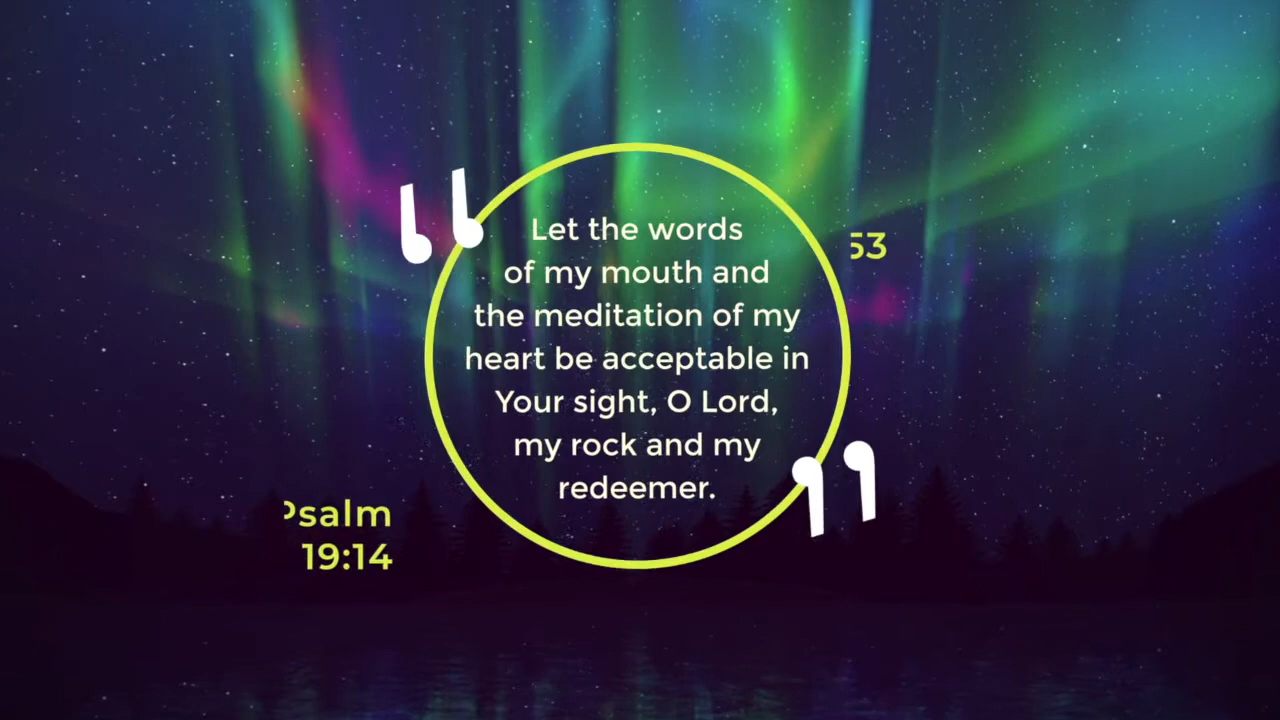 Let the words
of my mouth and
the meditation of my
heart be acceptable in
Your sight, O Lord,
my rock and my
redeemer.
53
Psalm
19:14